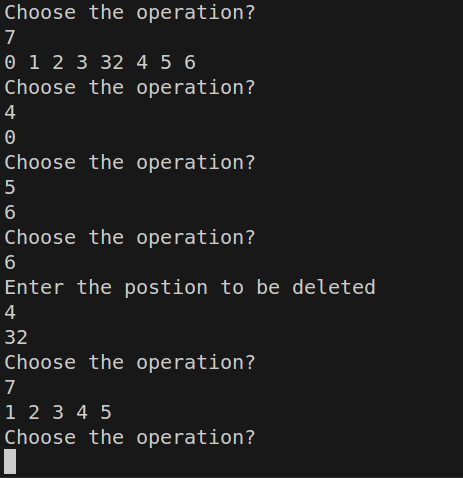 Choose the operation?
7
0 1 2 3 32 4 5 6
Choose the operation?
4
0
Choose the operation?
5
6
Choose the operation?
6
Enter the postion to be deleted
4
32
Choose the operation?
7
1 2 3 4 5
Choose the operation?